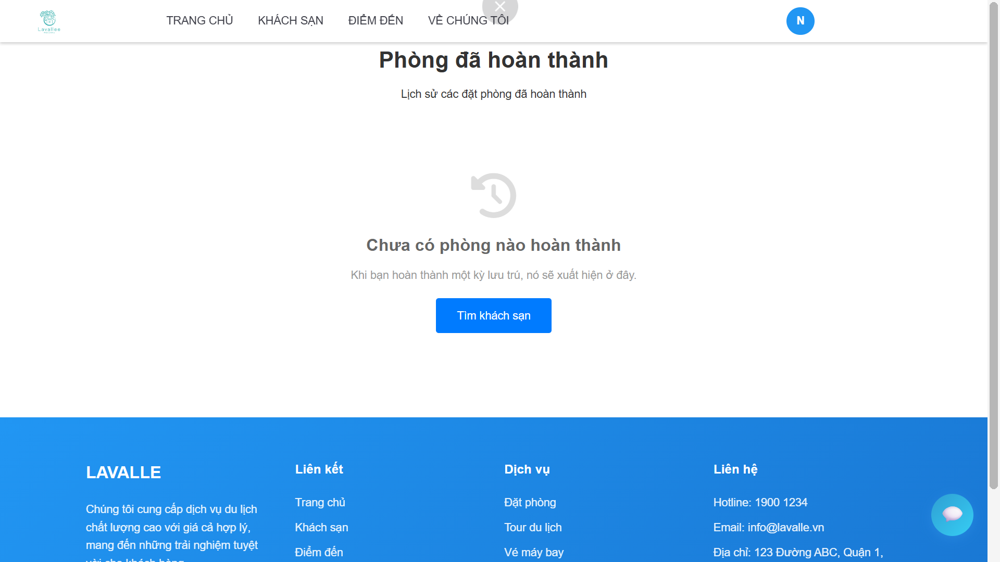 Lavallee
TRANG CHỦ
KHÁCH SẠN
ĐIỂM ĐẾN
VỀ CHÚNG TÔI
N
Phòng đã hoàn thành
Lịch sử các đặt phòng đã hoàn thành
Chưa có phòng nào hoàn thành
Khi bạn hoàn thành một kỳ lưu trú, nó sẽ xuất hiện ở đây.
Tìm khách sạn
LAVALLE
Chúng tôi cung cấp dịch vụ du lịch
chất lượng cao với giá cả hợp lý,
mang đến những trải nghiệm tuyệt
vời cho khách hàng.
Liên kết
Trang chủ
Khách sạn
Điểm đến
Dịch vụ
Đặt phòng
Tour du lịch
Vé máy bay
Liên hệ
Hotline: 1900 1234
Email: info@lavalle.vn
Địa chỉ: 123 Đường ABC, Quận 1,